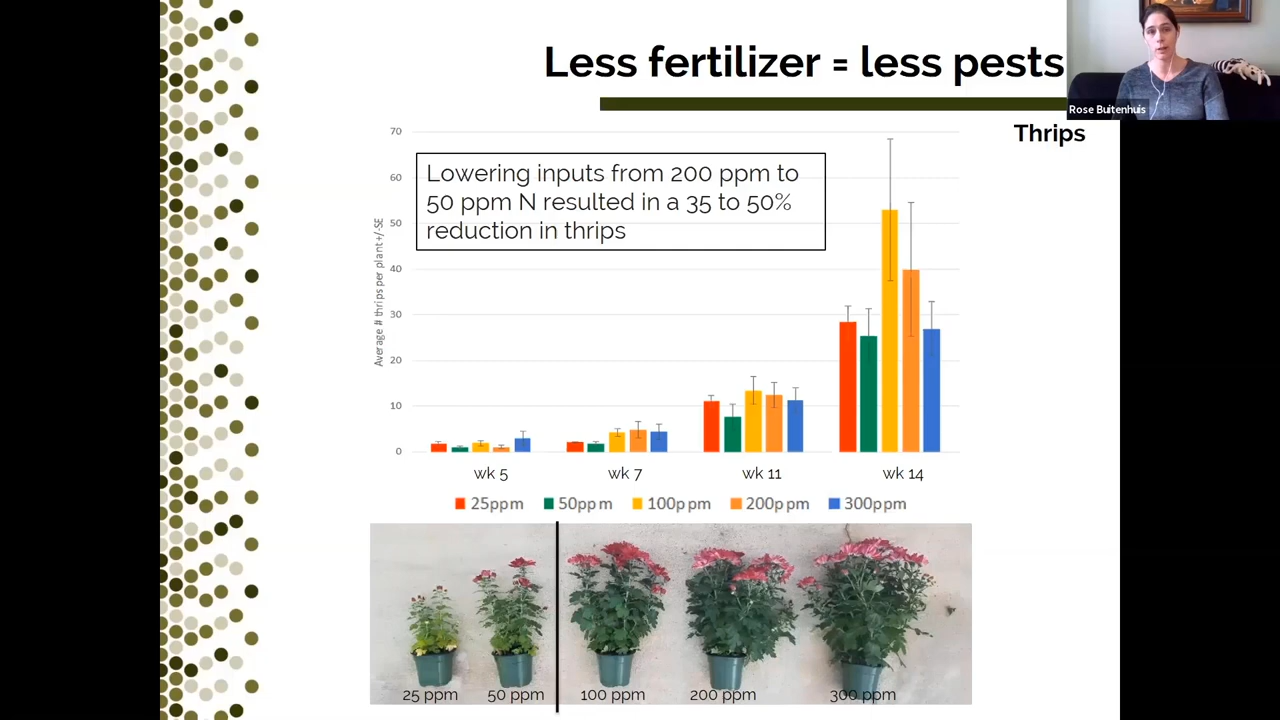 Less fertilizer = less pests
Rose Buitenhuis
Thrips
70
60
50
40
30
20
10
0
Average # thrips per plant+/-SE
Lowering inputs from 200 ppm to
50 ppm N resulted in a 35 to 50%
reduction in thrips
wk 5
wk 7
wk 11
wk 14
25ppm
50ppm
100ppm
200ppm
300ppm
25 ppm
50 ppm
100 ppm
200 ppm
300 ppm